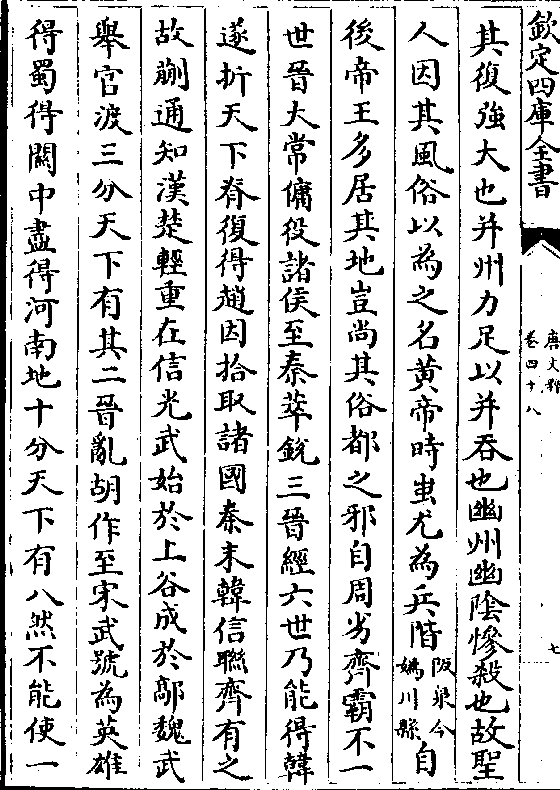 欽定四庫全書
唐文粹
卷四十八
七
其復強大也并州力足以并吞也幽州幽陰慘殺也故聖
人因其風俗以為之名黄帝時蚩尤為兵階阪泉今媯川縣自
後帝王多居其地豈尚其俗都之邪自周劣齊霸不一
世晉大常傭役諸侯至秦萃銳三晉經六世乃能得韓
遂折天下脊復得趙因拾取諸國秦末韓信聯齊有之
故蒯通知漢楚輕重在信光武始於上谷成於鄗魏武
舉官渡三分天下有其二晉亂胡作至宋武號為英雄
得蜀得關中盡得河南地十分天下有八然不能使一